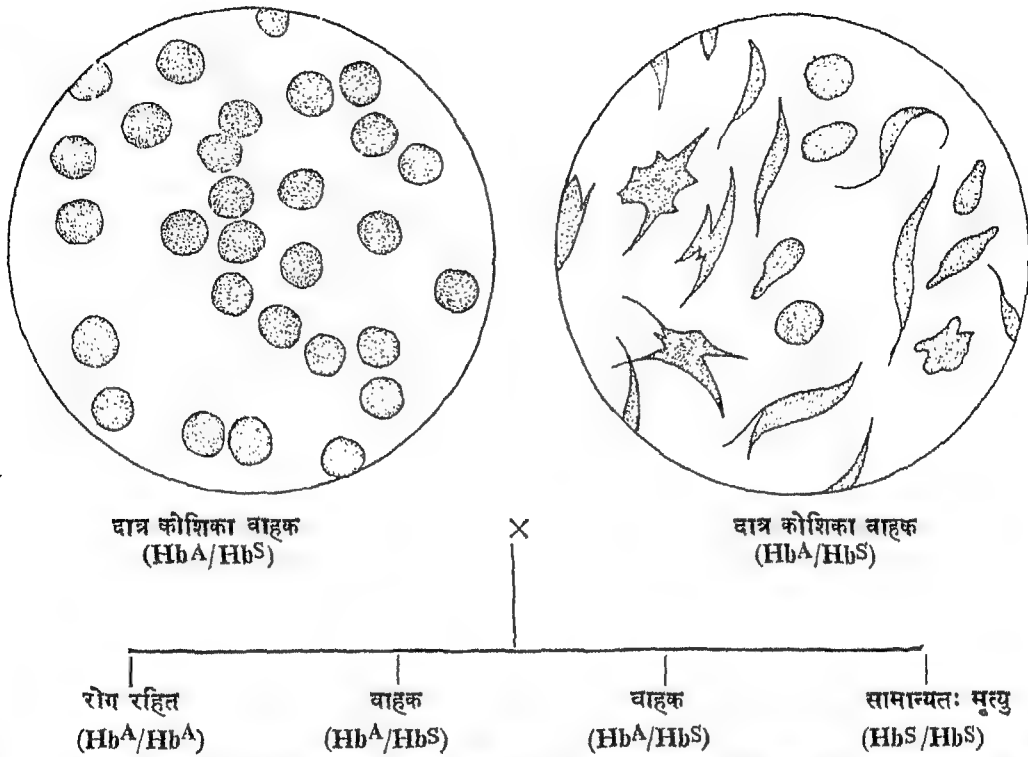 दात्र कोशिका वाहक × दात्र कोशिका वाहक
(HbA/HbS) (HbA/HbS)
रोग रहित वाहक वाहक सामान्यतः मृत्यु
(HbA/HbA) (HbA/HbS) (HbA/HbS) (HbS/HbS)